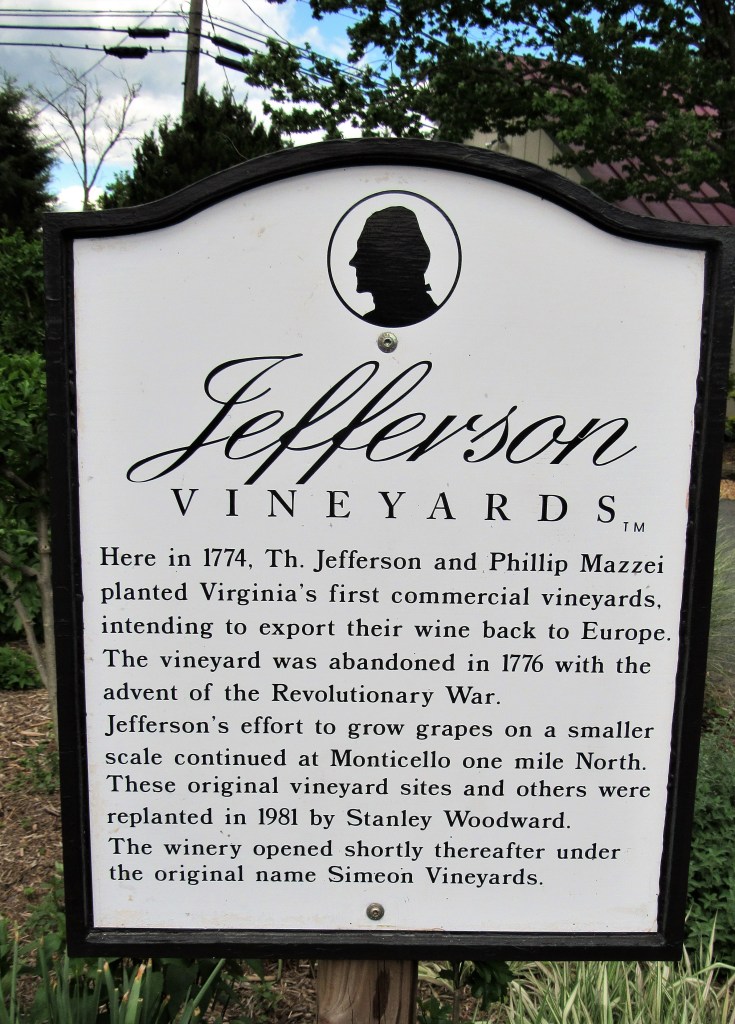 Jefferson
VINEYARDS TM
Here in 1774, Th. Jefferson and Phillip Mazzei
planted Virginia's first commercial vineyards,
intending to export their wine back to Europe.
The vineyard was abandoned in 1776 with the
advent of the Revolutionary War.
Jefferson's effort to grow grapes on a smaller
scale continued at Monticello one mile North.
These original vineyard sites and others were
replanted in 1981 by Stanley Woodward.
The winery opened shortly thereafter under
the original name Simeon Vineyards.